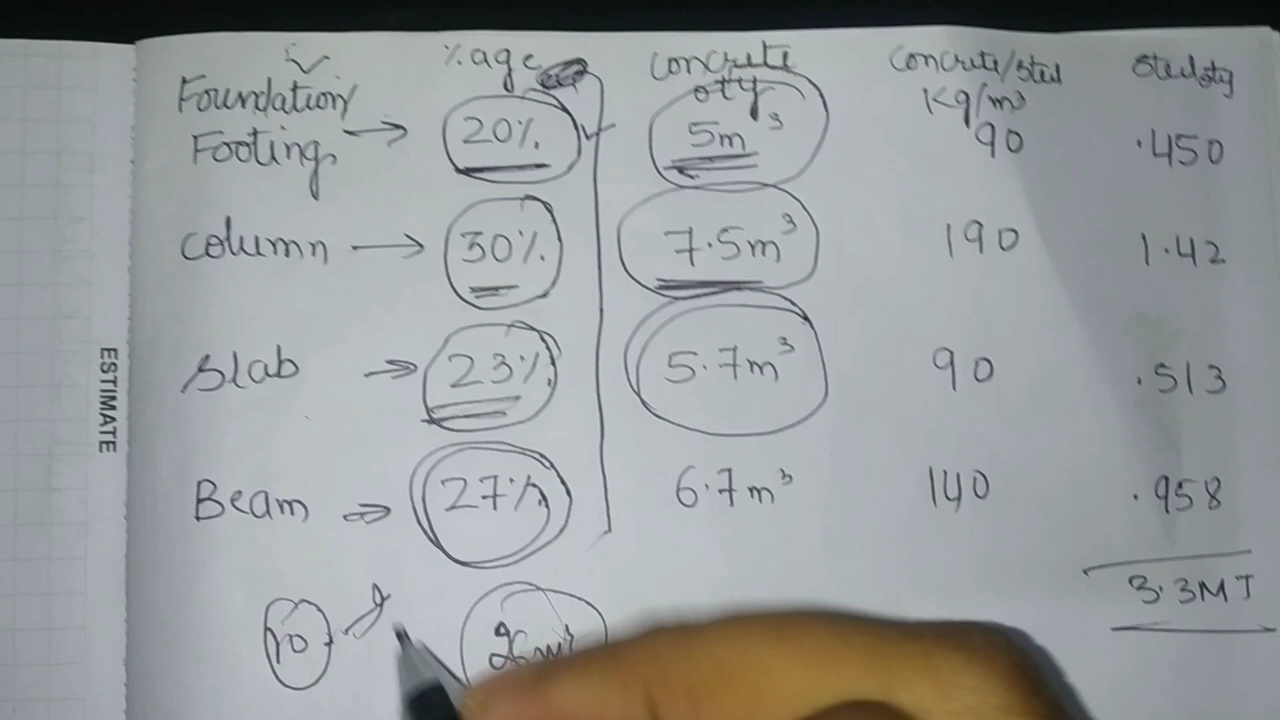 %age concrete Concrete/steel Steel qty
Foundation/ qty Kg/m³
Footing → 20% 5m³ 90 .450
column → 30% 7.5m³ 190 1.42
Slab → 23% 5.7m³ 90 .513
Beam → 27% 6.7m³ 140 .958
3.3MT
ESTIMATE